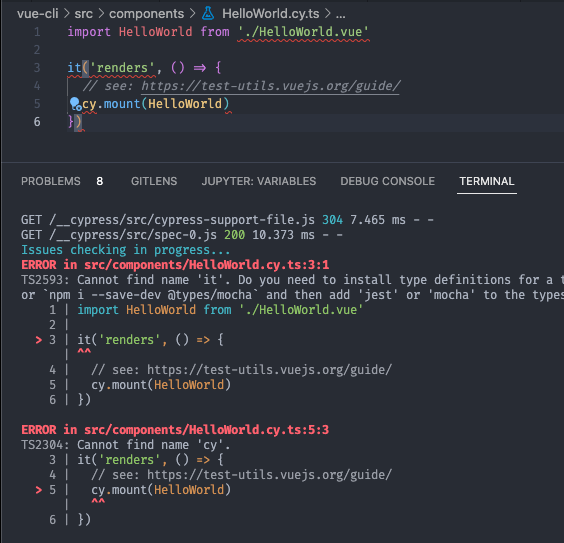 vue-cli > src > components > HelloWorld.cy.ts > ...
1 import HelloWorld from './HelloWorld.vue'
2
3 it('renders', () => {
4 // see: https://test-utils.vuejs.org/guide/
5 cy.mount(HelloWorld)
6 })
PROBLEMS 8 GITLENS JUPYTER: VARIABLES DEBUG CONSOLE TERMINAL
GET /__cypress/src/cypress-support-file.js 304 7.465 ms - -
GET /__cypress/src/spec-0.js 200 10.373 ms - -
Issues checking in progress...
ERROR in src/components/HelloWorld.cy.ts:3:1
TS2593: Cannot find name 'it'. Do you need to install type definitions for a t
or `npm i --save-dev @types/mocha` and then add 'jest' or 'mocha' to the types
1 | import HelloWorld from './HelloWorld.vue'
2 |
> 3 | it('renders', () => {
| ^^
4 | // see: https://test-utils.vuejs.org/guide/
5 | cy.mount(HelloWorld)
6 | })
ERROR in src/components/HelloWorld.cy.ts:5:3
TS2304: Cannot find name 'cy'.
3 | it('renders', () => {
4 | // see: https://test-utils.vuejs.org/guide/
> 5 | cy.mount(HelloWorld)
| ^^
6 | })